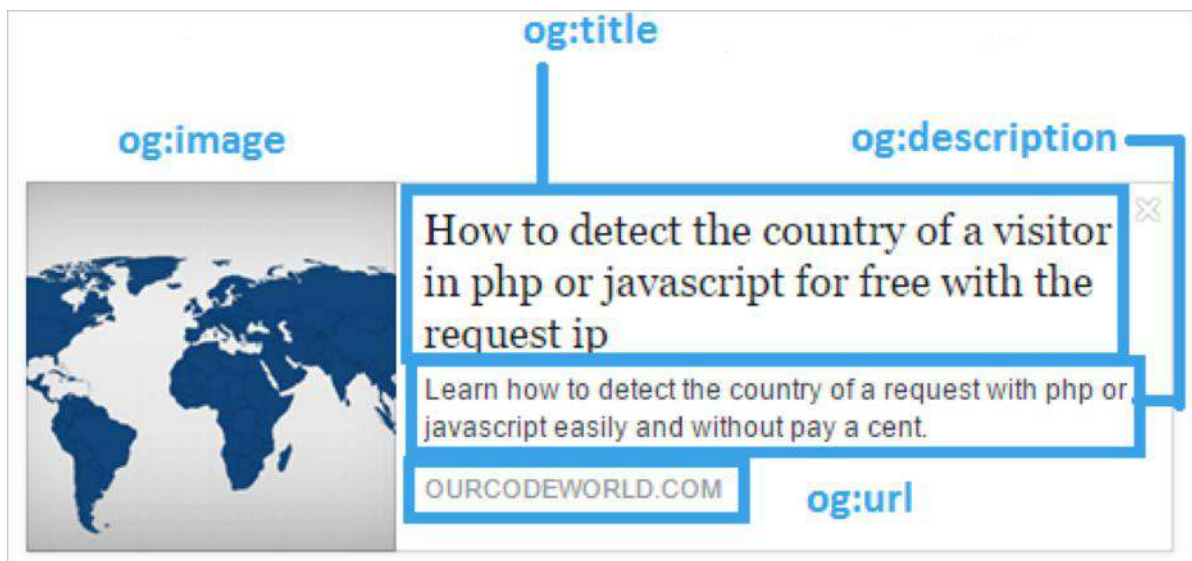 og:title
og:image
og:description
How to detect the country of a visitor
in php or javascript for free with the
request ip
Learn how to detect the country of a request with php or
javascript easily and without pay a cent.
OURCODEWORLD.COM
og:url